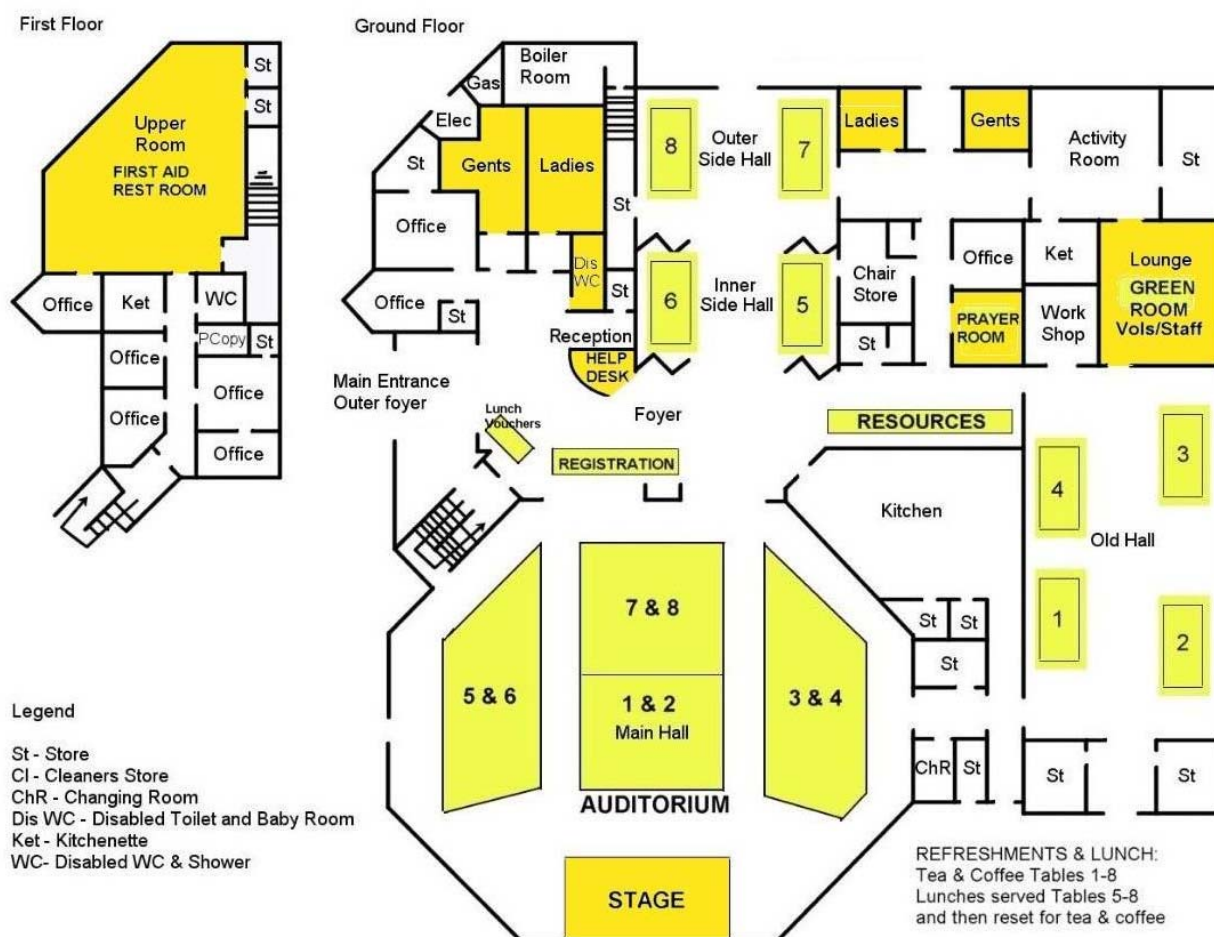 First Floor
St
St
Upper
Room
FIRST AID
REST ROOM
Office
Ket
WC
PCopy
St
Office
Office
Office
Office
Ground Floor
Boiler
Room
Gas
Elec
St
Gents
Ladies
Office
St
Dis
WC
Office
St
St
Reception
HELP
DESK
Main Entrance
Outer foyer
Lunch
Vouchers
Foyer
REGISTRATION
8
Outer
Side Hall
7
6
Inner
Side Hall
5
Ladies
Gents
Activity
Room
St
Chair
Store
St
Office
Ket
Lounge
GREEN
ROOM
Vols/Staff
PRAYER
ROOM
Work
Shop
RESOURCES
Kitchen
3
4
Old Hall
1
2
St
St
St
ChR
St
St
St
7 & 8
5 & 6
1 & 2
Main Hall
3 & 4
AUDITORIUM
STAGE
Legend
St - Store
Cl - Cleaners Store
ChR - Changing Room
Dis WC - Disabled Toilet and Baby Room
Ket - Kitchenette
WC- Disabled WC & Shower
REFRESHMENTS & LUNCH:
Tea & Coffee Tables 1-8
Lunches served Tables 5-8
and then reset for tea & coffee